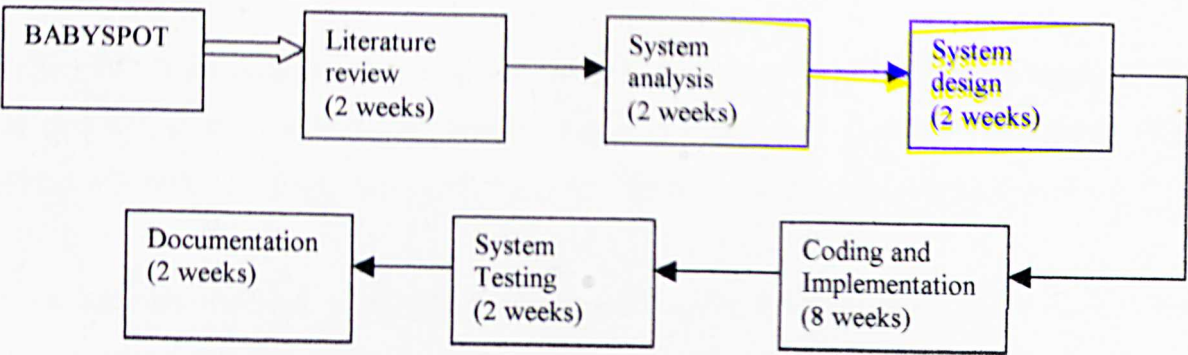 BABYSPOT
Literature
review
(2 weeks)
System
analysis
(2 weeks)
System
design
(2 weeks)
Coding and
Implementation
(8 weeks)
System
Testing
(2 weeks)
Documentation
(2 weeks)